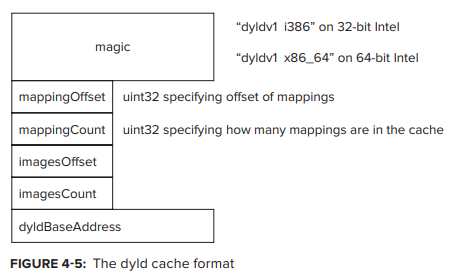 magic
“dyldv1 i386” on 32-bit Intel
“dyldv1 x86_64” on 64-bit Intel
mappingOffset uint32 specifying offset of mappings
mappingCount uint32 specifying how many mappings are in the cache
imagesOffset
imagesCount
dyldBaseAddress
FIGURE 4-5: The dyld cache format